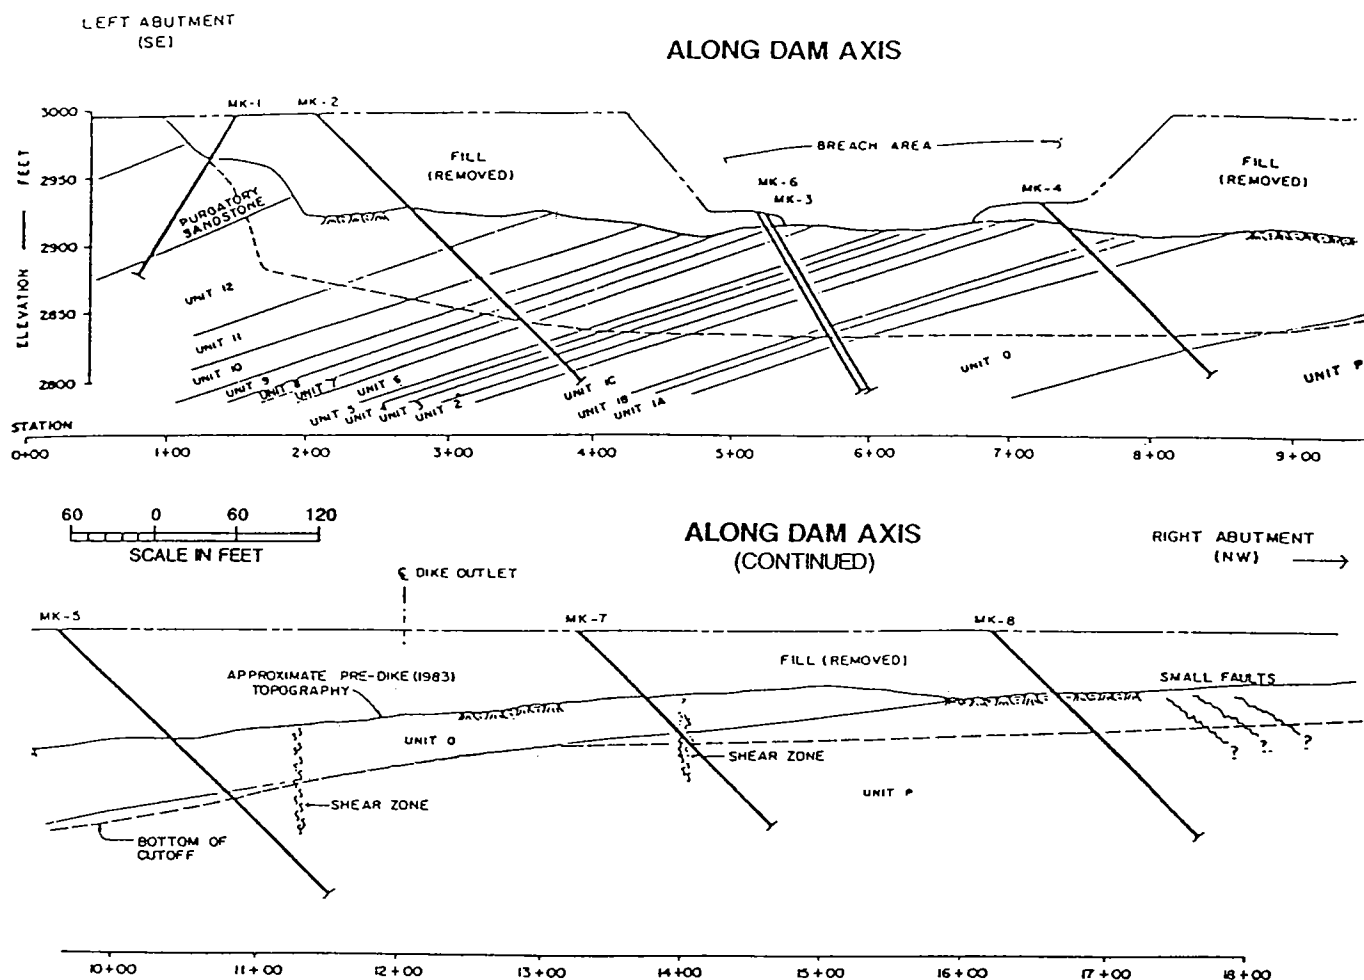 LEFT ABUTMENT
(SE)
ALONG DAM AXIS
3000
2950
2900
2850
2800
ELEVATION — FEET
MK-1
MK-2
FILL
(REMOVED)
BREACH AREA
MK-6
MK-3
MK-4
FILL
(REMOVED)
PURGATORY
SANDSTONE
UNIT 12
UNIT 11
UNIT 10
UNIT 9
UNIT 8
UNIT 7
UNIT 6
UNIT 5
UNIT 4
UNIT 3
UNIT 2
UNIT 1C
UNIT 1B
UNIT 1A
UNIT O
UNIT P
STATION
0+00
1+00
2+00
3+00
4+00
5+00
6+00
7+00
8+00
9+00
60 0 60 120
SCALE IN FEET
ALONG DAM AXIS
(CONTINUED)
RIGHT ABUTMENT
(NW)
℄ DIKE OUTLET
MK-5
MK-7
MK-8
APPROXIMATE PRE-DIKE (1983)
TOPOGRAPHY
FILL (REMOVED)
SMALL FAULTS
UNIT O
?
SHEAR ZONE
? ? ?
UNIT P
SHEAR ZONE
BOTTOM OF
CUTOFF
10+00
11+00
12+00
13+00
14+00
15+00
16+00
17+00
18+00